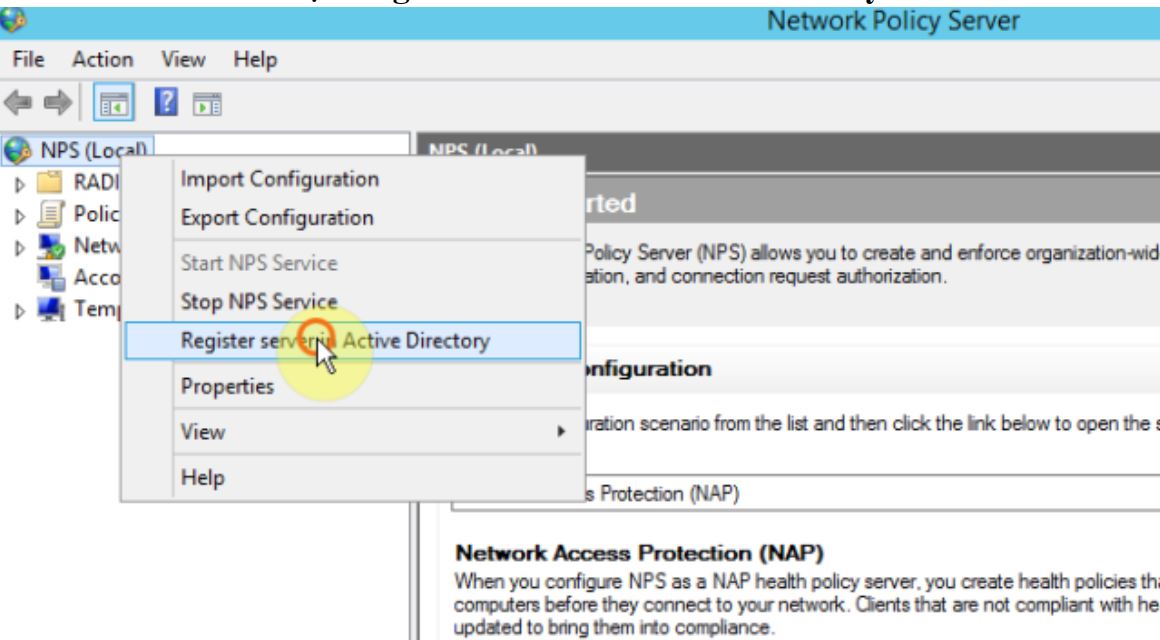 Network Policy Server
File Action View Help
NPS (Local)
NPS (Local)
RADI
Polic
Netw
Acco
Temp
Import Configuration
Export Configuration
Start NPS Service
Stop NPS Service
Register server in Active Directory
Properties
View
Help
rted
Policy Server (NPS) allows you to create and enforce organization-wid
ation, and connection request authorization.
nfiguration
ration scenario from the list and then click the link below to open the s
s Protection (NAP)
Network Access Protection (NAP)
When you configure NPS as a NAP health policy server, you create health policies tha
computers before they connect to your network. Clients that are not compliant with he
updated to bring them into compliance.